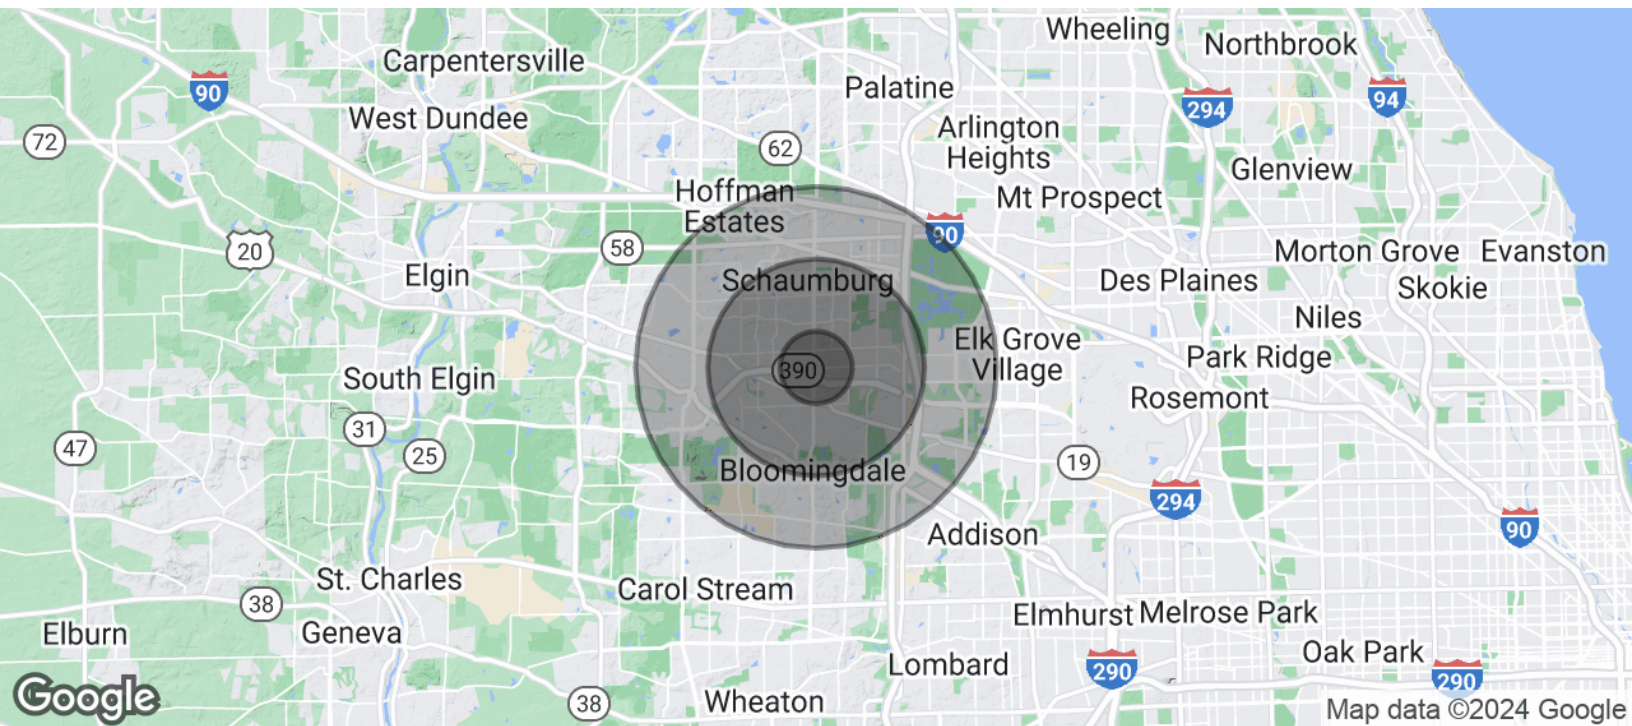 Wheeling
Northbrook
Carpentersville
Palatine
90
94
294
West Dundee
Arlington
Heights
72
62
Glenview
Hoffman
Estates
Mt Prospect
90
20
58
Morton Grove
Evanston
Elgin
Schaumburg
Des Plaines
Skokie
Niles
Elk Grove
Village
390
Park Ridge
South Elgin
Rosemont
31
47
25
19
Bloomingdale
294
90
Addison
St. Charles
Carol Stream
38
Elmhurst
Melrose Park
Elburn
Geneva
Oak Park
Lombard
290
290
Google
38
Wheaton
Map data ©2024 Google